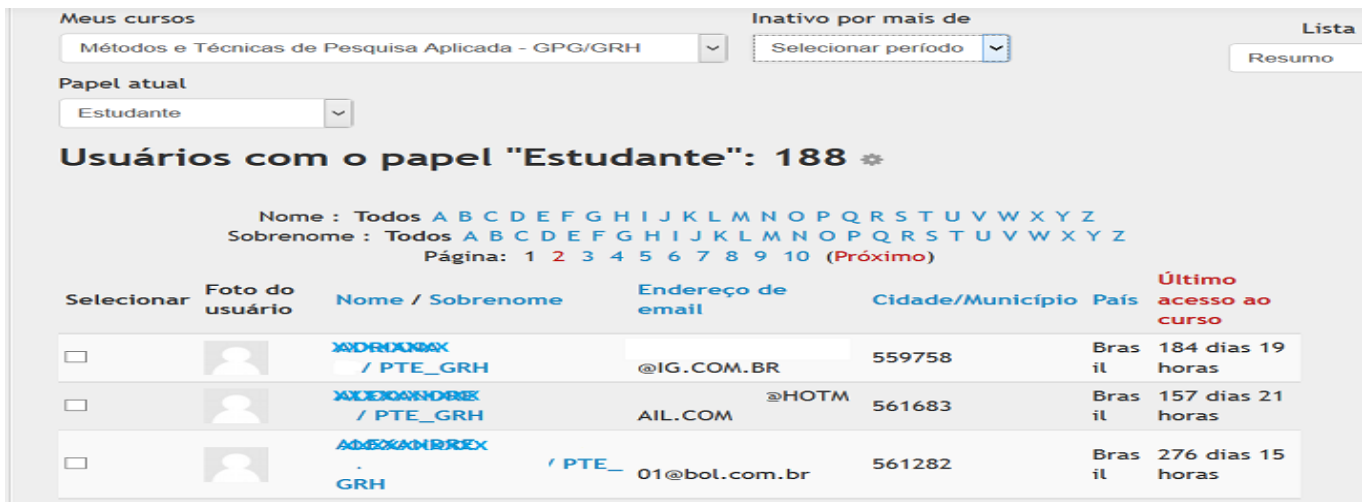 Meus cursos
Inativo por mais de
Lista
Métodos e Técnicas de Pesquisa Aplicada - GPG/GRH
Selecionar período
Resumo
Papel atual
Estudante
Usuários com o papel "Estudante": 188
Nome : Todos A B C D E F G H I J K L M N O P Q R S T U V W X Y Z
Sobrenome : Todos A B C D E F G H I J K L M N O P Q R S T U V W X Y Z
Página: 1 2 3 4 5 6 7 8 9 10 (Próximo)
Selecionar
Foto do usuário
Nome / Sobrenome
Endereço de email
Cidade/Município
País
Último acesso ao curso
/ PTE_GRH
@IG.COM.BR
559758
Brasil
184 dias 19 horas
/ PTE_GRH
@HOTMAIL.COM
561683
Brasil
157 dias 21 horas
/ PTE_GRH
01@bol.com.br
561282
Brasil
276 dias 15 horas